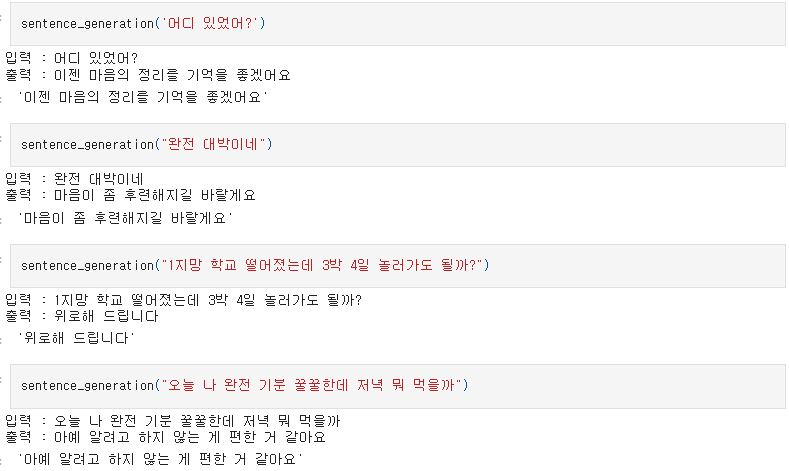 sentence_generation('어디 있었어?')
입력 : 어디 있었어?
출력 : 이젠 마음의 정리를 기억을 좋겠어요
'이젠 마음의 정리를 기억을 좋겠어요'
sentence_generation("완전 대박이네")
입력 : 완전 대박이네
출력 : 마음이 좀 후련해지길 바랄게요
'마음이 좀 후련해지길 바랄게요'
sentence_generation("1지망 학교 떨어졌는데 3박 4일 놀러가도 될까?")
입력 : 1지망 학교 떨어졌는데 3박 4일 놀러가도 될까?
출력 : 위로해 드립니다
'위로해 드립니다'
sentence_generation("오늘 나 완전 기분 꿀꿀한데 저녁 뭐 먹을까")
입력 : 오늘 나 완전 기분 꿀꿀한데 저녁 뭐 먹을까
출력 : 아예 알려고 하지 않는 게 편한 거 같아요
'아예 알려고 하지 않는 게 편한 거 같아요'